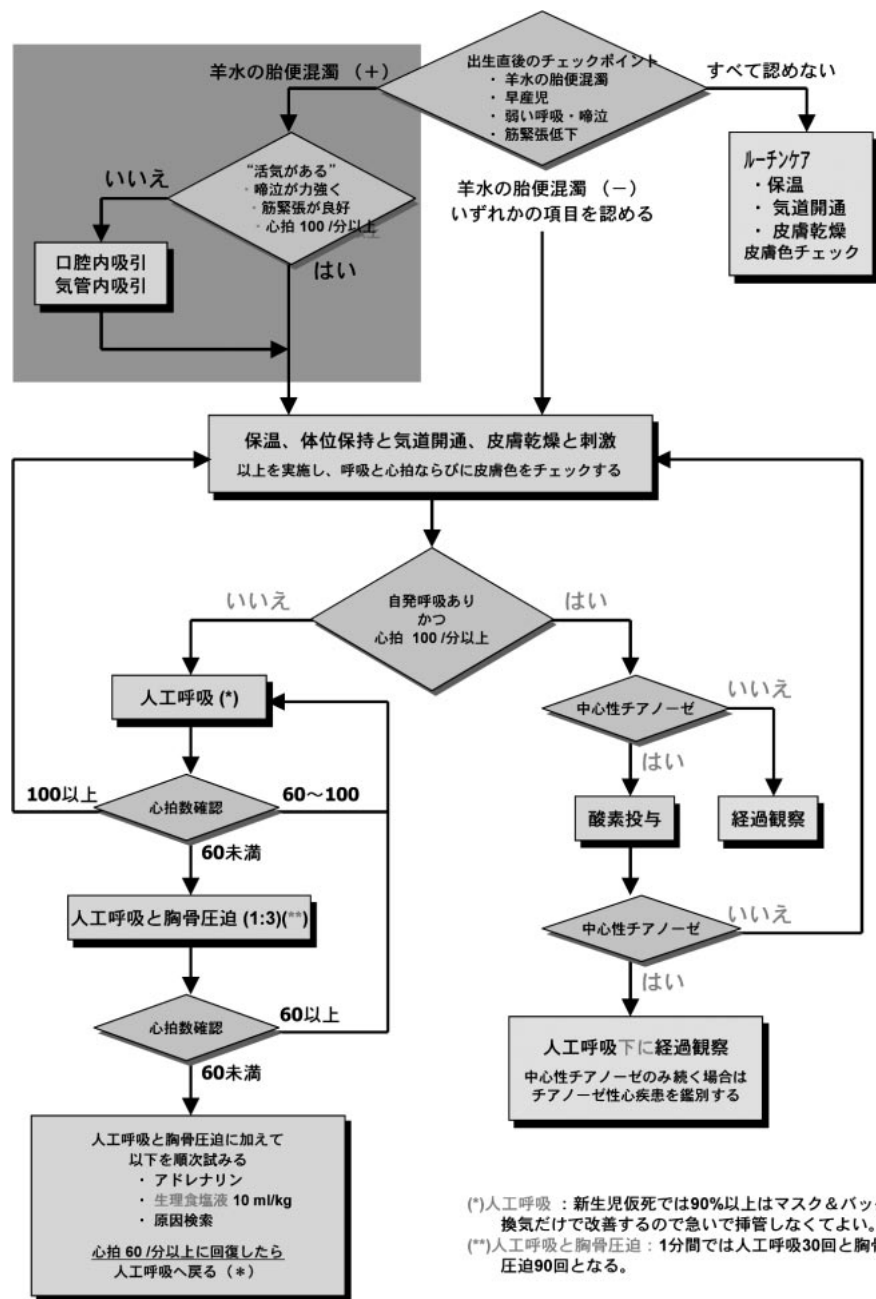 出生直後のチェックポイント
・ 羊水の胎便混濁
・ 早産児
・ 弱い呼吸・啼泣
・ 筋緊張低下
羊水の胎便混濁 （+）
すべて認めない
“活気がある”
・ 啼泣が力強く
・ 筋緊張が良好
・ 心拍 100 /分以上
いいえ
はい
口腔内吸引
気管内吸引
羊水の胎便混濁 （－）
いずれかの項目を認める
ルーチンケア
・保温
・ 気道開通
・ 皮膚乾燥
皮膚色チェック
保温、体位保持と気道開通、皮膚乾燥と刺激
以上を実施し、呼吸と心拍ならびに皮膚色をチェックする
自発呼吸あり
かつ
心拍 100 /分以上
いいえ
はい
人工呼吸 (*)
心拍数確認
100以上
60～100
60未満
人工呼吸と胸骨圧迫 (1:3)(**)
心拍数確認
60以上
60未満
人工呼吸と胸骨圧迫に加えて
以下を順次試みる
・ アドレナリン
・ 生理食塩液 10 ml/kg
・ 原因検索
心拍 60 /分以上に回復したら
人工呼吸へ戻る（＊）
中心性チアノーゼ
いいえ
はい
酸素投与
経過観察
中心性チアノーゼ
いいえ
はい
人工呼吸下に経過観察
中心性チアノーゼのみ続く場合は
チアノーゼ性心疾患を鑑別する
(*)人工呼吸 ：新生児仮死では90%以上はマスク＆バッ
換気だけで改善するので急いで挿管しなくてよい。
(**)人工呼吸と胸骨圧迫：1分間では人工呼吸30回と胸骨
圧迫90回となる。